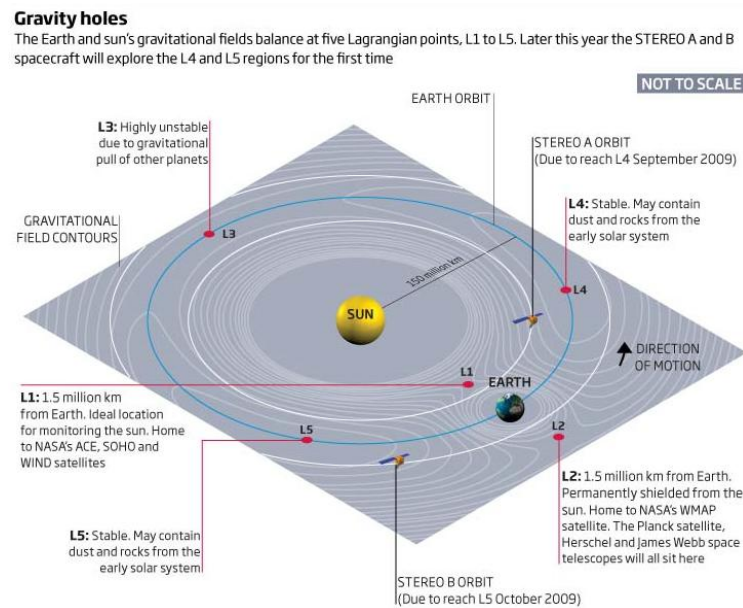 Gravity holes
The Earth and sun's gravitational fields balance at five Lagrangian points, L1 to L5. Later this year the STEREO A and B
spacecraft will explore the L4 and L5 regions for the first time
NOT TO SCALE
EARTH ORBIT
L3: Highly unstable
due to gravitational
pull of other planets
STEREO A ORBIT
(Due to reach L4 September 2009)
L4: Stable. May contain
dust and rocks from the
early solar system
GRAVITATIONAL
FIELD CONTOURS
L3
150 million km
L4
SUN
DIRECTION
OF MOTION
L1
EARTH
L1: 1.5 million km
from Earth. Ideal location
for monitoring the sun. Home
to NASA's ACE, SOHO and
WIND satellites
L5
L2
L2: 1.5 million km from Earth.
Permanently shielded from the
sun. Home to NASA's WMAP
satellite. The Planck satellite,
Herschel and James Webb space
telescopes will all sit here
L5: Stable. May contain
dust and rocks from the
early solar system
STEREO B ORBIT
(Due to reach L5 October 2009)